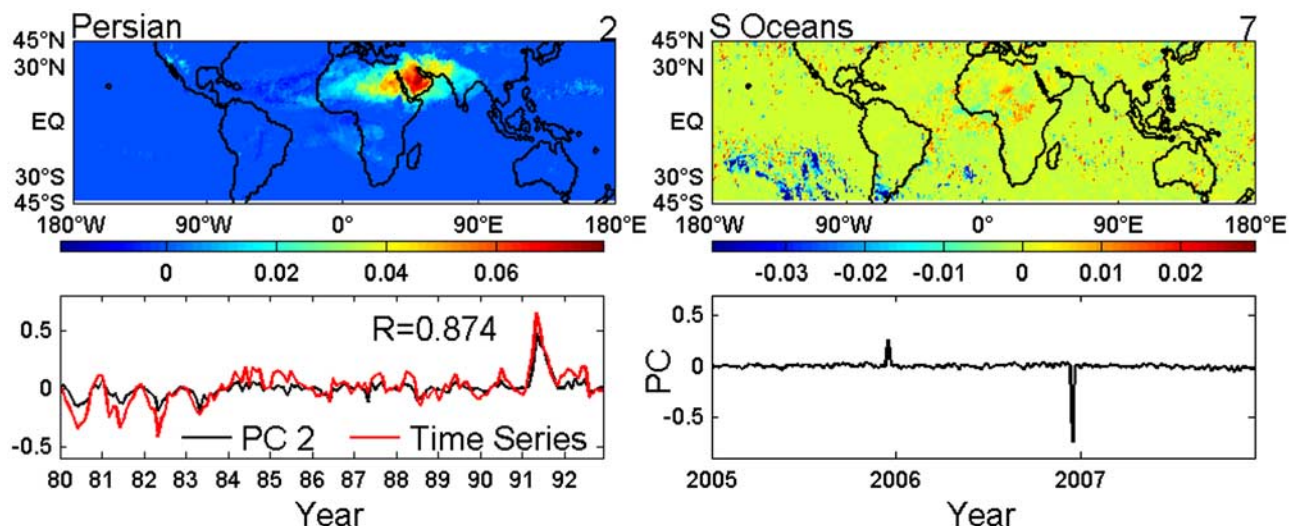 Persian 2
45°N
30°N
EQ
30°S
45°S
180°W 90°W 0° 90°E 180°E
0 0.02 0.04 0.06
0.5
0
-0.5
R=0.874
PC 2 Time Series
80 81 82 83 84 85 86 87 88 89 90 91 92
Year
S Oceans 7
45°N
30°N
EQ
30°S
45°S
180°W 90°W 0° 90°E 180°E
-0.03 -0.02 -0.01 0 0.01 0.02
PC
0.5
0
-0.5
2005 2006 2007
Year